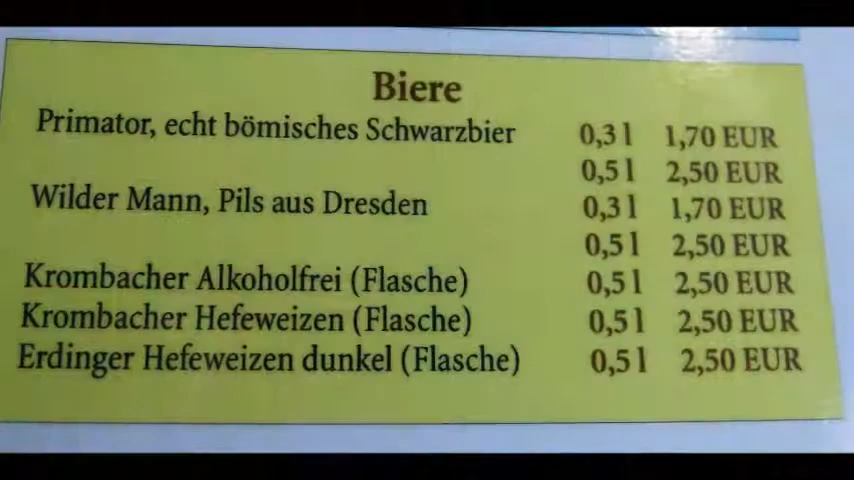 Biere
Primator, echt bömisches Schwarzbier 0,3 l 1,70 EUR
0,5 l 2,50 EUR
Wilder Mann, Pils aus Dresden 0,3 l 1,70 EUR
0,5 l 2,50 EUR
Krombacher Alkoholfrei (Flasche) 0,5 l 2,50 EUR
Krombacher Hefeweizen (Flasche) 0,5 l 2,50 EUR
Erdinger Hefeweizen dunkel (Flasche) 0,5 l 2,50 EUR